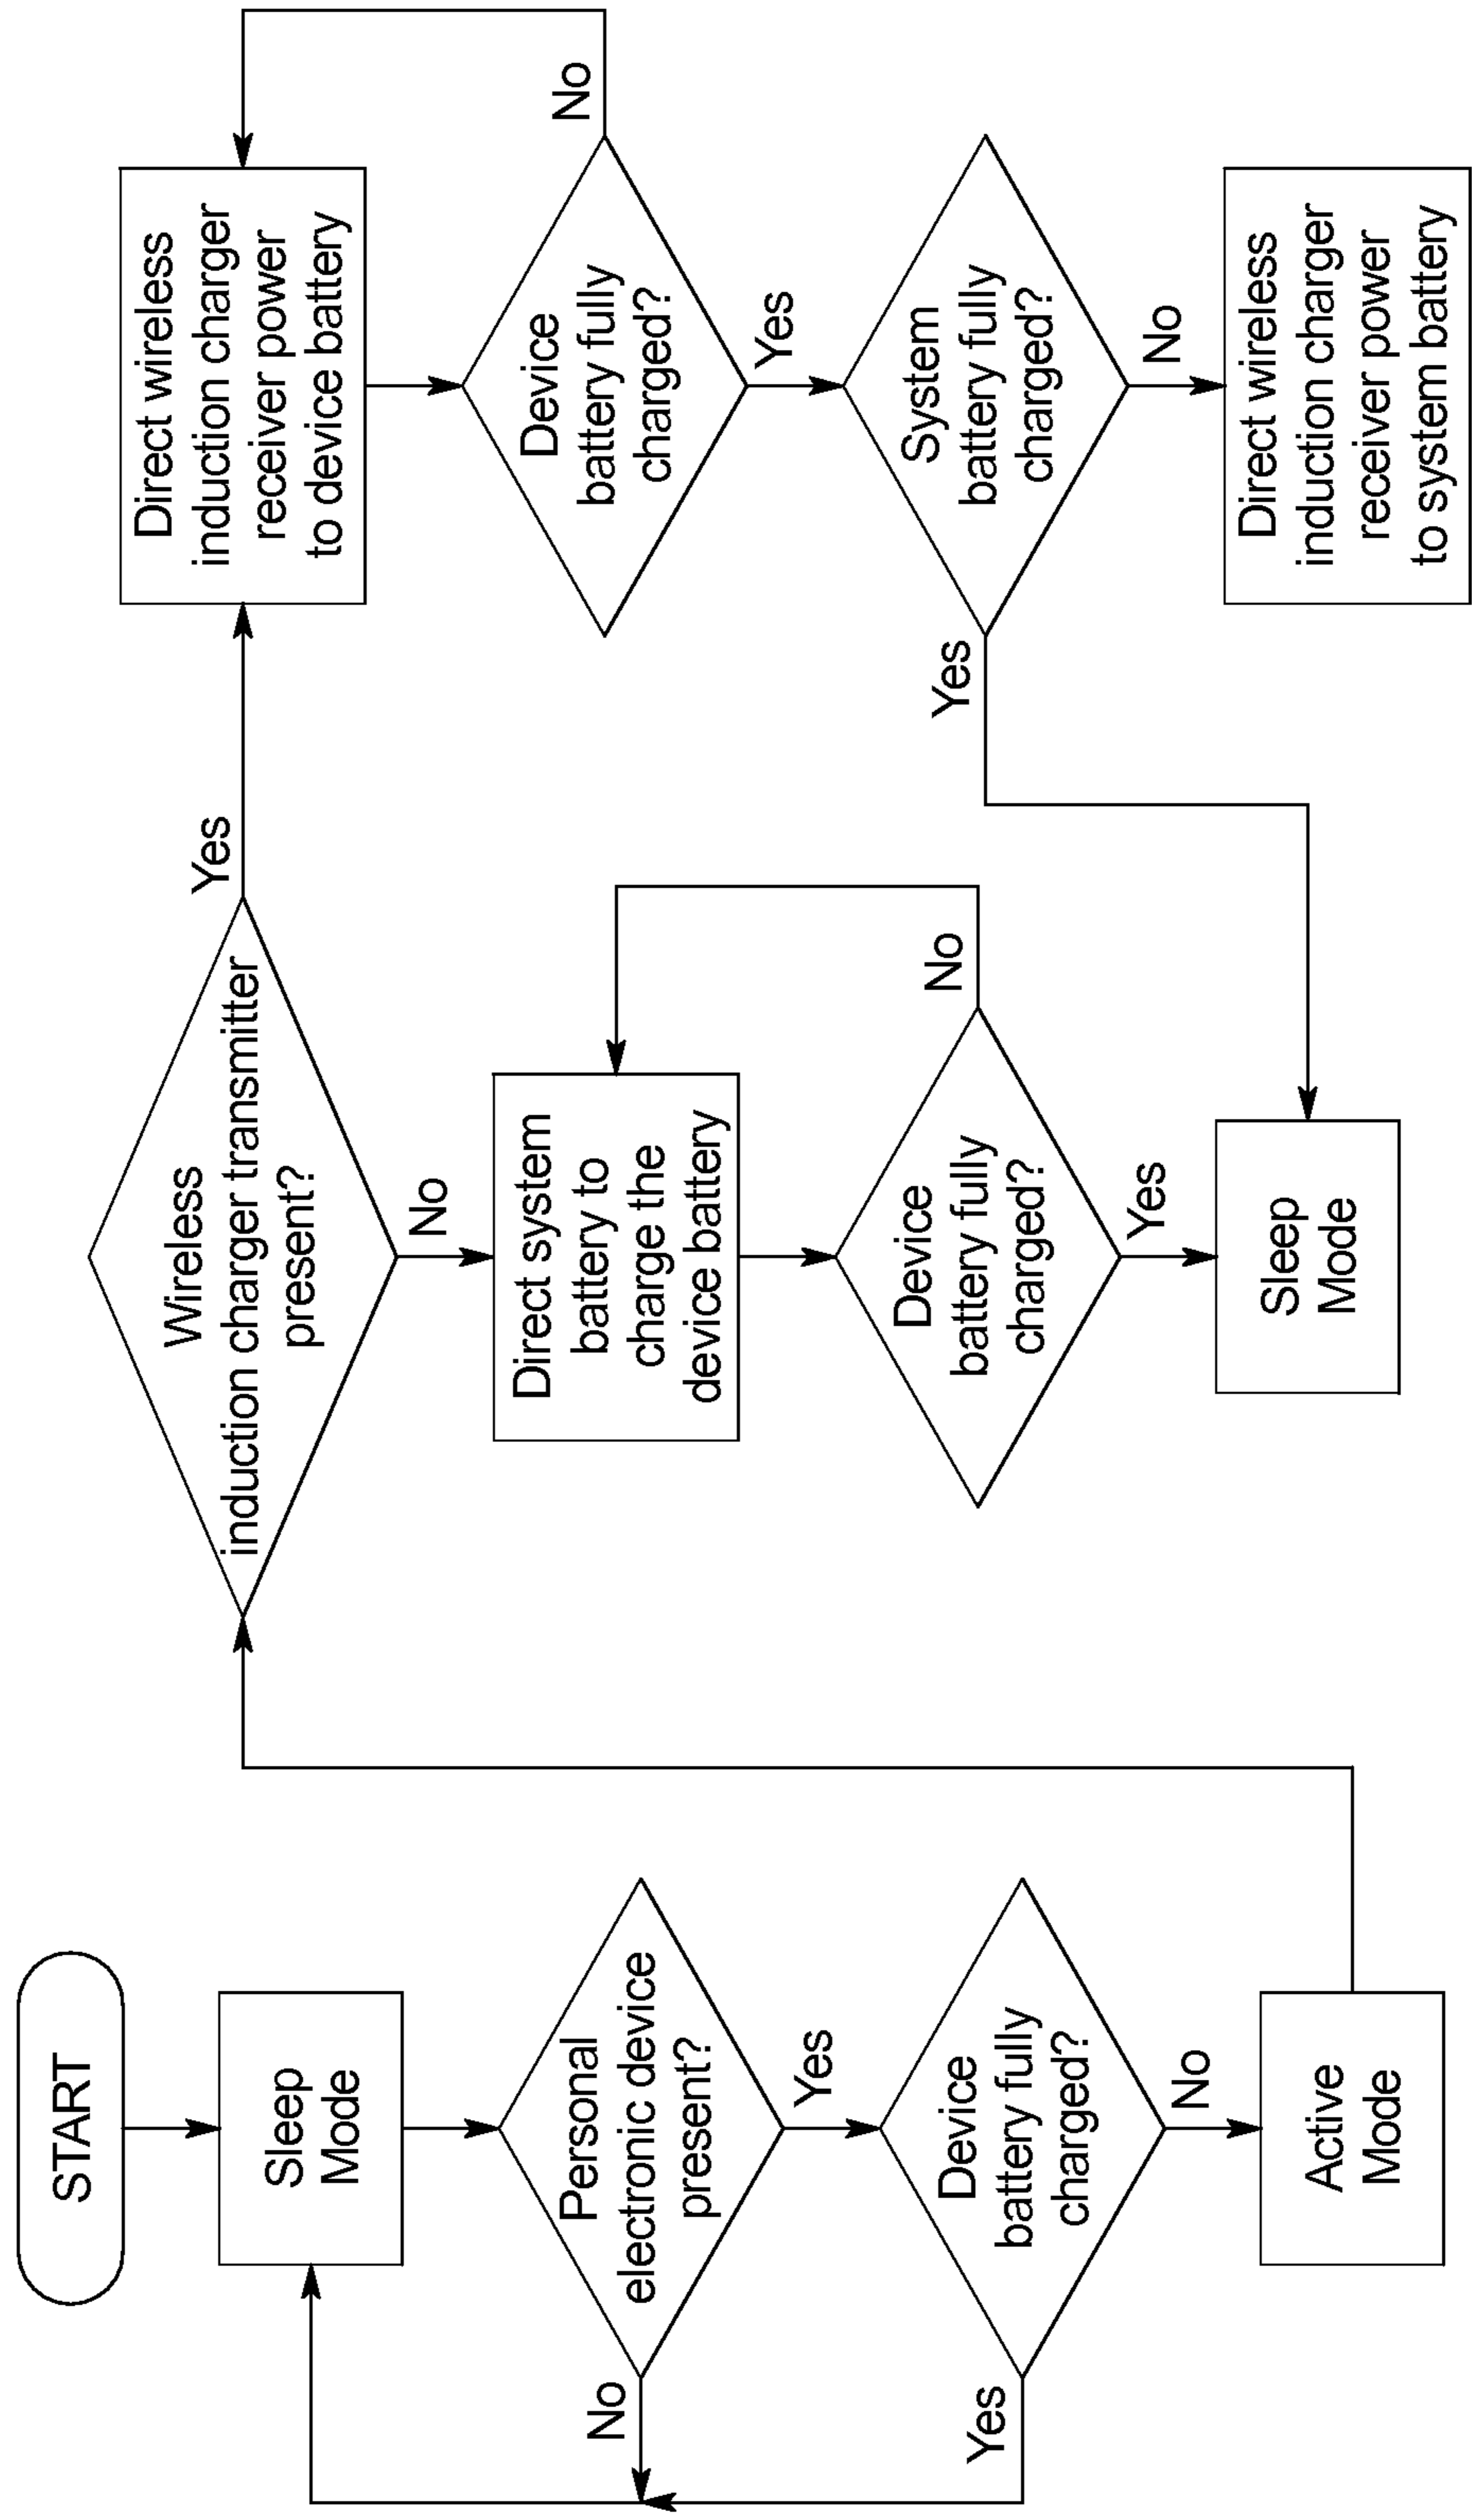 START
Sleep
Mode
Personal
electronic device
present?
No
Yes
Device
battery fully
charged?
Yes
No
Active
Mode
Wireless
induction charger transmitter
present?
Yes
No
Direct system
battery to
charge the
device battery
Device
battery fully
charged?
No
Yes
Sleep
Mode
Direct wireless
induction charger
receiver power
to device battery
Device
battery fully
charged?
No
Yes
System
battery fully
charged?
Yes
No
Direct wireless
induction charger
receiver power
to system battery